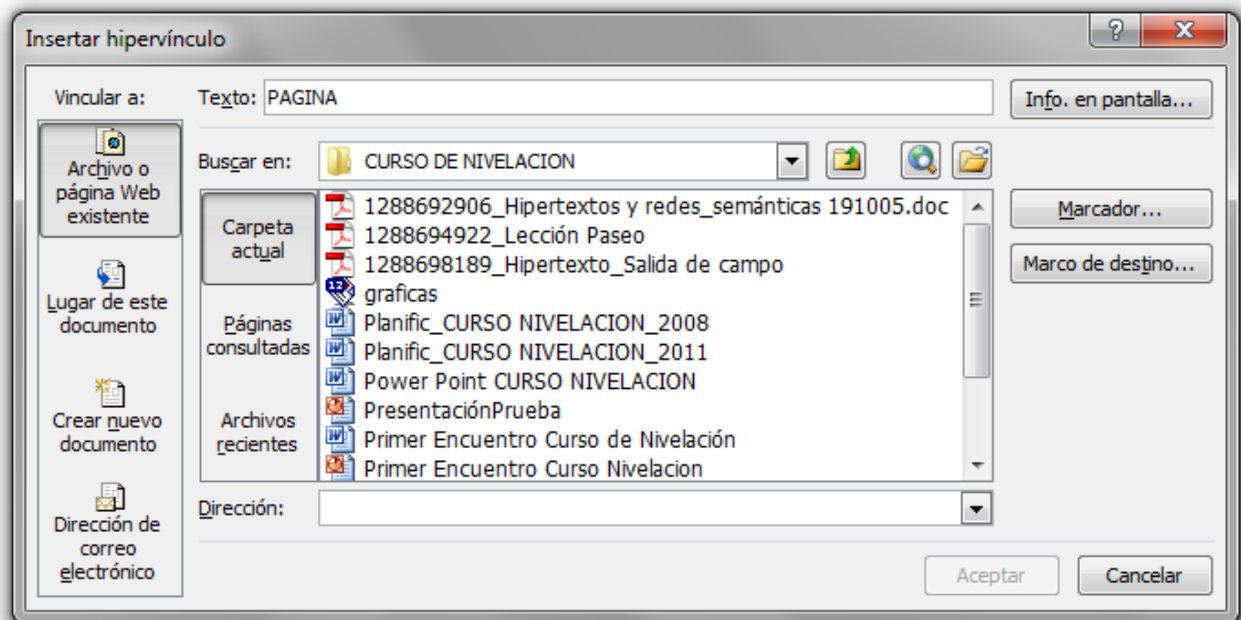 Insertar hipervínculo
Vincular a:
Texto: PAGINA
Info. en pantalla...
Archivo o
página Web
existente
Buscar en: CURSO DE NIVELACION
Carpeta
actual
1288692906_Hipertextos y redes_semánticas 191005.doc
1288694922_Lección Paseo
1288698189_Hipertexto_Salida de campo
graficas
Planific_CURSO NIVELACION_2008
Planific_CURSO NIVELACION_2011
Power Point CURSO NIVELACION
PresentaciónPrueba
Primer Encuentro Curso de Nivelación
Primer Encuentro Curso Nivelacion
Marcador...
Marco de destino...
Lugar de este
documento
Páginas
consultadas
Crear nuevo
documento
Archivos
recientes
Dirección de
correo
electrónico
Dirección:
Aceptar
Cancelar